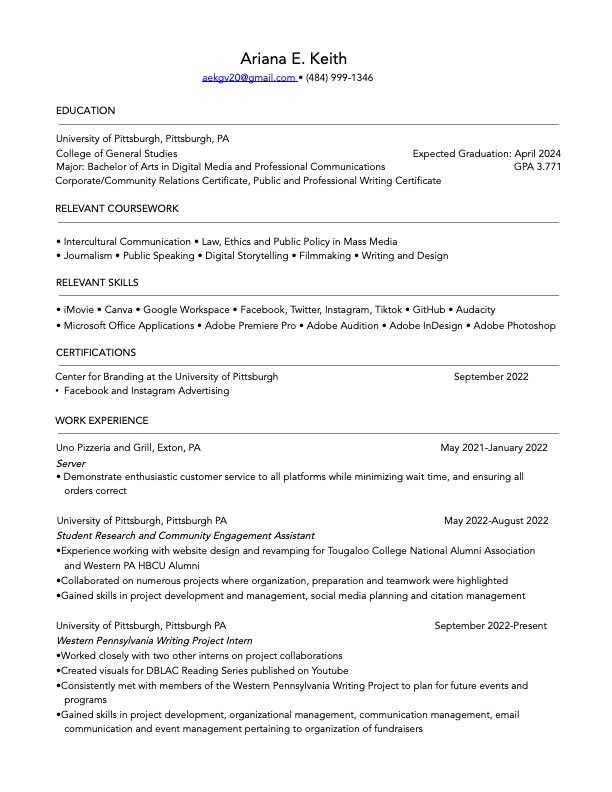 Ariana E. Keith
aekgv20@gmail.com • (484) 999-1346
EDUCATION
University of Pittsburgh, Pittsburgh, PA
College of General Studies Expected Graduation: April 2024
Major: Bachelor of Arts in Digital Media and Professional Communications GPA 3.771
Corporate/Community Relations Certificate, Public and Professional Writing Certificate
RELEVANT COURSEWORK
• Intercultural Communication • Law, Ethics and Public Policy in Mass Media
• Journalism • Public Speaking • Digital Storytelling • Filmmaking • Writing and Design
RELEVANT SKILLS
• iMovie • Canva • Google Workspace • Facebook, Twitter, Instagram, Tiktok • GitHub • Audacity
• Microsoft Office Applications • Adobe Premiere Pro • Adobe Audition • Adobe InDesign • Adobe Photoshop
CERTIFICATIONS
Center for Branding at the University of Pittsburgh September 2022
• Facebook and Instagram Advertising
WORK EXPERIENCE
Uno Pizzeria and Grill, Exton, PA May 2021-January 2022
Server
• Demonstrate enthusiastic customer service to all platforms while minimizing wait time, and ensuring all
orders correct
University of Pittsburgh, Pittsburgh PA May 2022-August 2022
Student Research and Community Engagement Assistant
•Experience working with website design and revamping for Tougaloo College National Alumni Association
and Western PA HBCU Alumni
•Collaborated on numerous projects where organization, preparation and teamwork were highlighted
•Gained skills in project development and management, social media planning and citation management
University of Pittsburgh, Pittsburgh PA September 2022-Present
Western Pennsylvania Writing Project Intern
•Worked closely with two other interns on project collaborations
•Created visuals for DBLAC Reading Series published on Youtube
•Consistently met with members of the Western Pennsylvania Writing Project to plan for future events and
programs
•Gained skills in project development, organizational management, communication management, email
communication and event management pertaining to organization of fundraisers